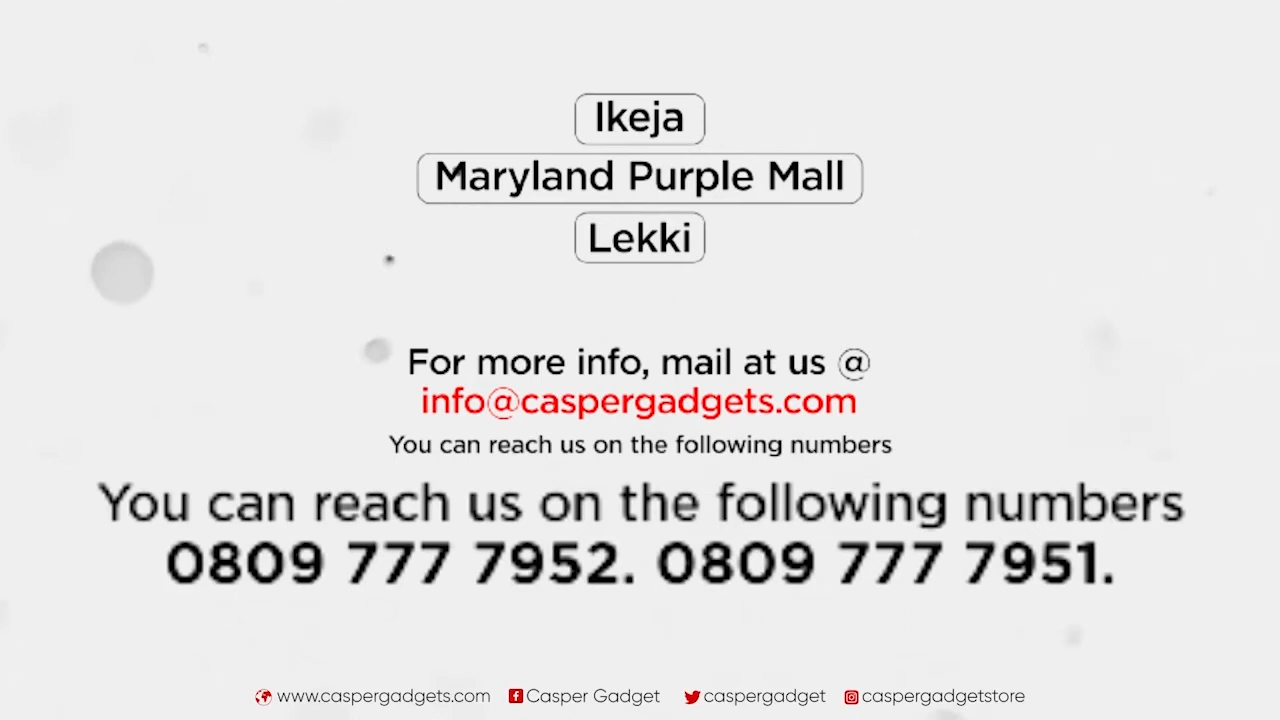 Ikeja
Maryland Purple Mall
Lekki
For more info, mail at us @
info@caspergadgets.com
You can reach us on the following numbers
You can reach us on the following numbers
0809 777 7952. 0809 777 7951.
www.caspergadgets.com Casper Gadget caspergadget caspergadgetstore